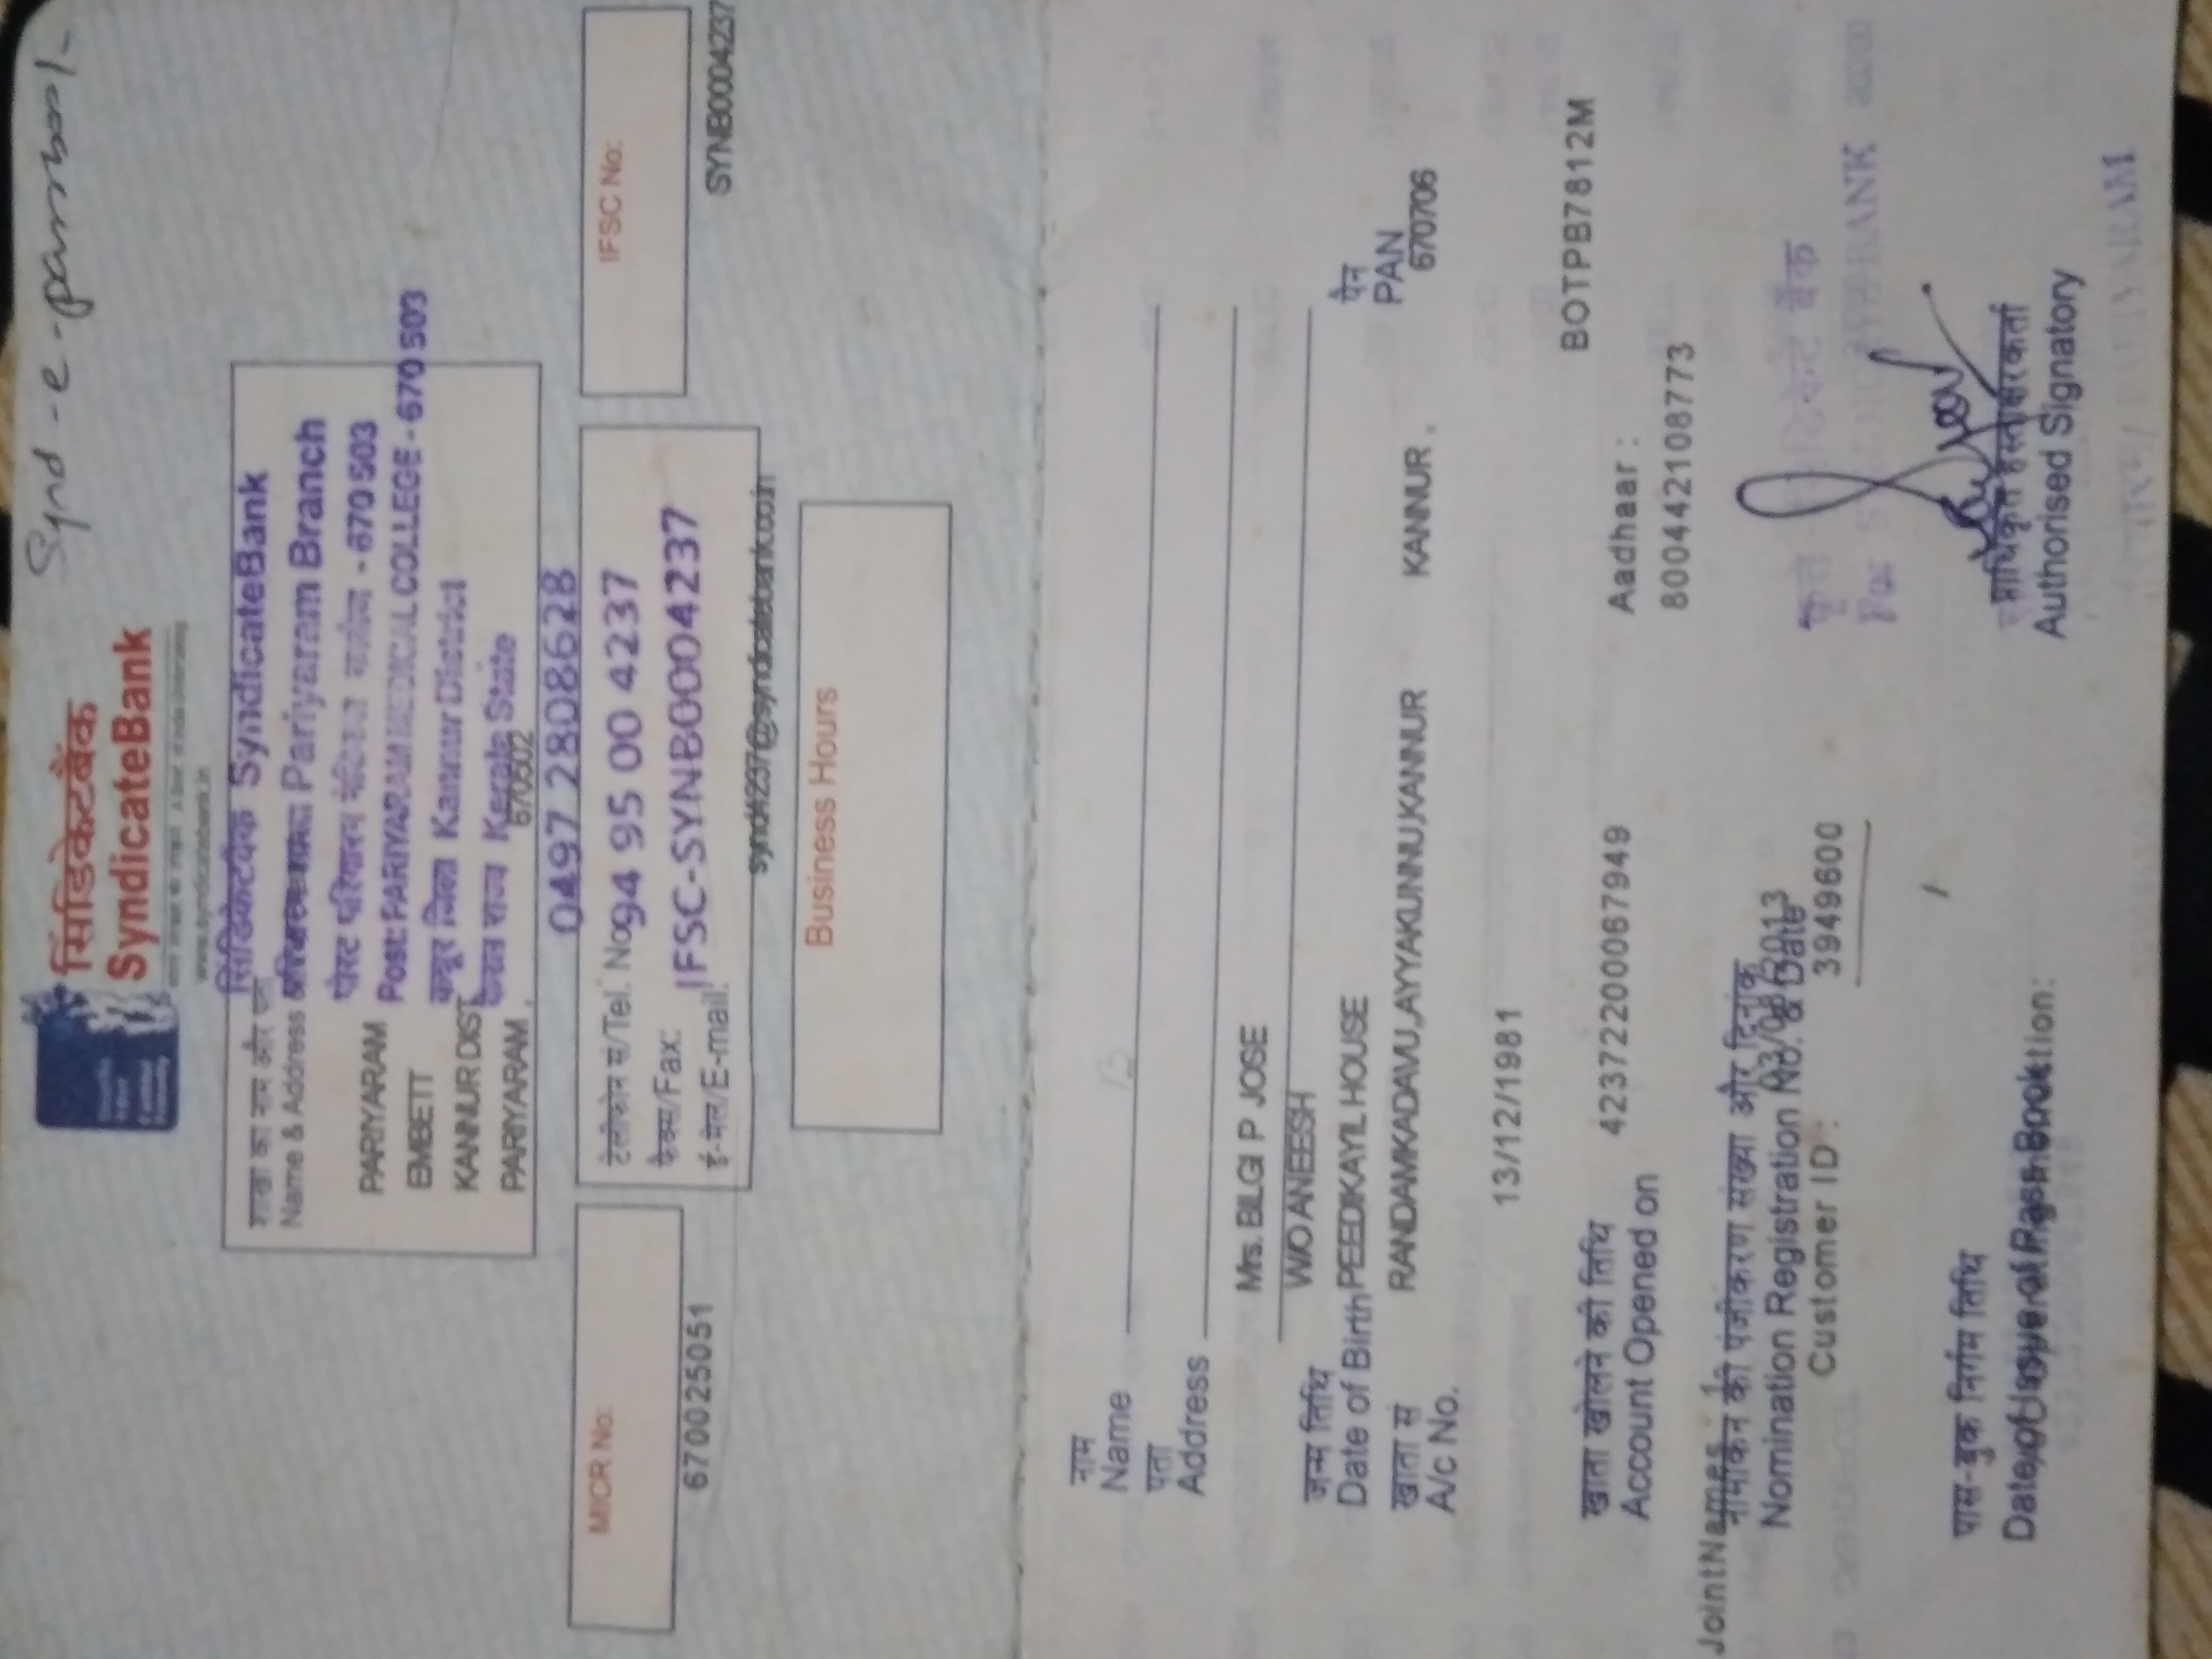 Synd-e-passbook
सिंडिकेटबैंक
SyndicateBank
A Govt. of India Undertaking
www.syndicatebank.in
सिंडिकेटबैंक SyndicateBank
शाखा का नाम और पता
Name & Address
शाखा Pariyaram Branch
पोस्ट परियारम मेडिकल कालेज - 670 503
PARIYARAM
Post: PARIYARAM MEDICAL COLLEGE - 670 503
EMBETT
कन्नूर जिला Kannur District
KANNUR DIST
केरल राज्य Kerala State
PARIYARAM , 670502
0497 2808628
MICR No:
टेलीफोन सं/Tel. No
94 95 00 4237
IFSC No:
फैक्स/Fax:
IFSC-SYNB0004237
670025051
ई-मेल/E-mail:
SYNB0004237
synd4237@syndicatebank.co.in
Business Hours
नाम
Name
पता
Address
Mrs. BILGI P JOSE
W/O ANEESH
जन्म तिथि
Date of Birth PEEDIKAYIL HOUSE
पैन
PAN
खाता सं
RANDAMKADAVU,,AYYAKUNNU,KANNUR KANNUR . 670706
A/c No.
13/12/1981
BOTPB7812M
खाता खोलने की तिथि
42372200067949
Aadhaar :
Account Opened on
800442108773
JointNames : 1
नामांकन की पंजीकरण संख्या और दिनांक
Nomination Registration No. & Date
03/08/2013
Customer ID : 3949600
कृते सिंडिकेट बैंक
For SYNDICATE BANK
पास-बुक निर्गम तिथि
Date of Issue of Pass Book
प्राधिकृत हस्ताक्षरकर्ता
Authorised Signatory
PARIYARAM